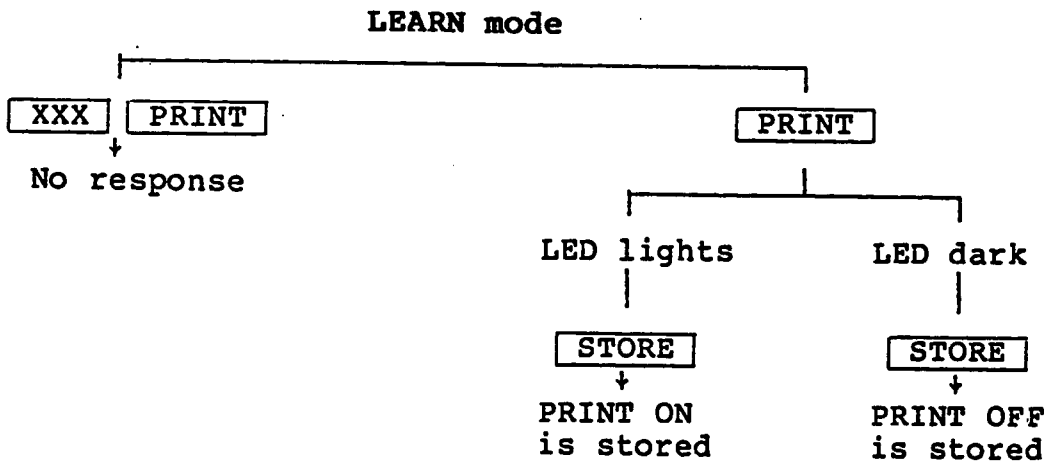 LEARN mode
XXX PRINT
No response
PRINT
LED lights
STORE
PRINT ON
is stored
LED dark
STORE
PRINT OFF
is stored